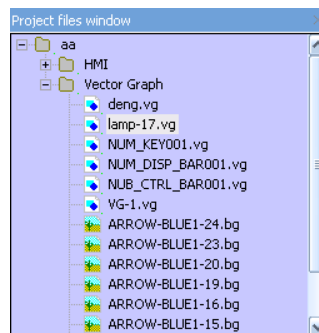 Project files window
aa
HMI
Vector Graph
deng.vg
lamp-17.vg
NUM_KEY001.vg
NUM_DISP_BAR001.vg
NUB_CTRL_BAR001.vg
VG-1.vg
ARROW-BLUE1-24.bg
ARROW-BLUE1-23.bg
ARROW-BLUE1-20.bg
ARROW-BLUE1-19.bg
ARROW-BLUE1-16.bg
ARROW-BLUE1-15.bg